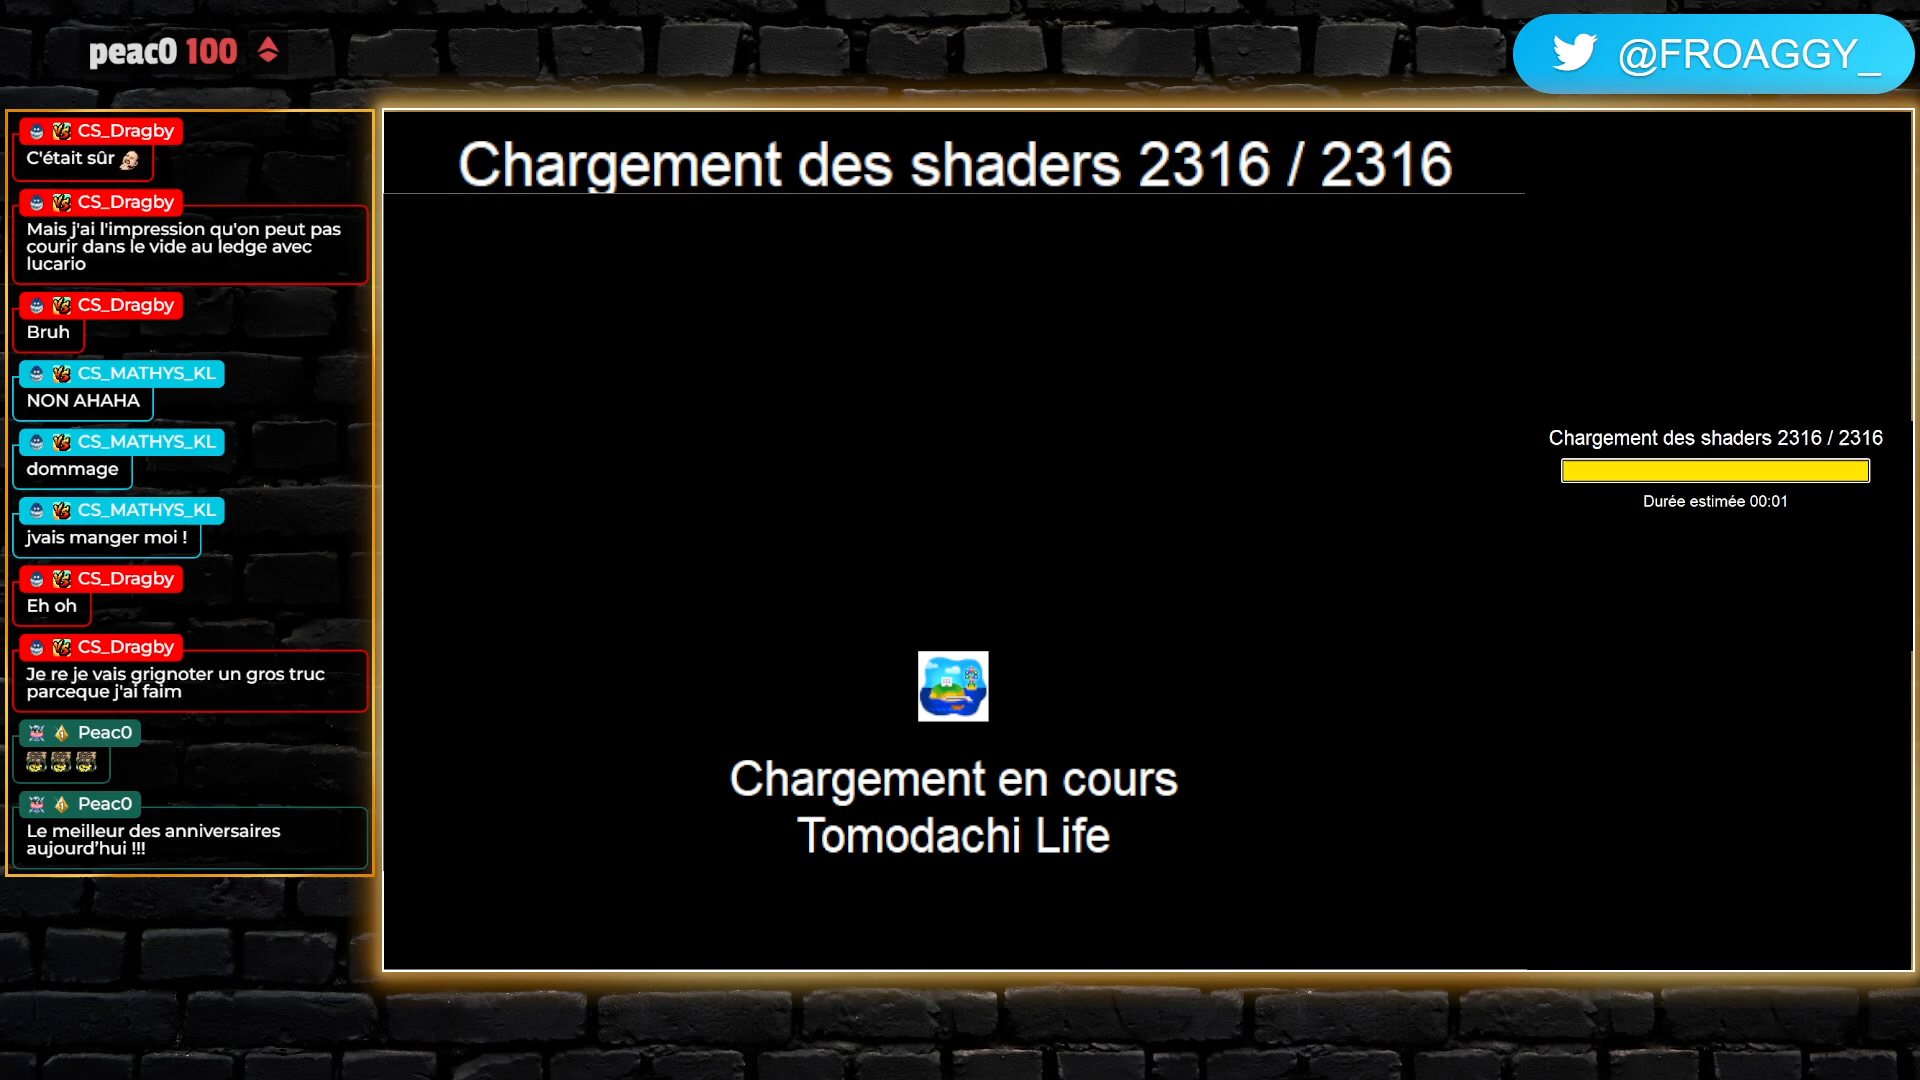 peac0 100
@FROAGGY_
CS_Dragby
C'était sûr
CS_Dragby
Mais j'ai l'impression qu'on peut pas
courir dans le vide au ledge avec
lucario
CS_Dragby
Bruh
CS_MATHYS_KL
NON AHAHA
CS_MATHYS_KL
dommage
CS_MATHYS_KL
jvais manger moi !
CS_Dragby
Eh oh
CS_Dragby
Je re je vais grignoter un gros truc
parceque j'ai faim
Peac0
Peac0
Le meilleur des anniversaires
aujourd'hui !!!
Chargement des shaders 2316 / 2316
Chargement en cours
Tomodachi Life
Chargement des shaders 2316 / 2316
Durée estimée 00:01